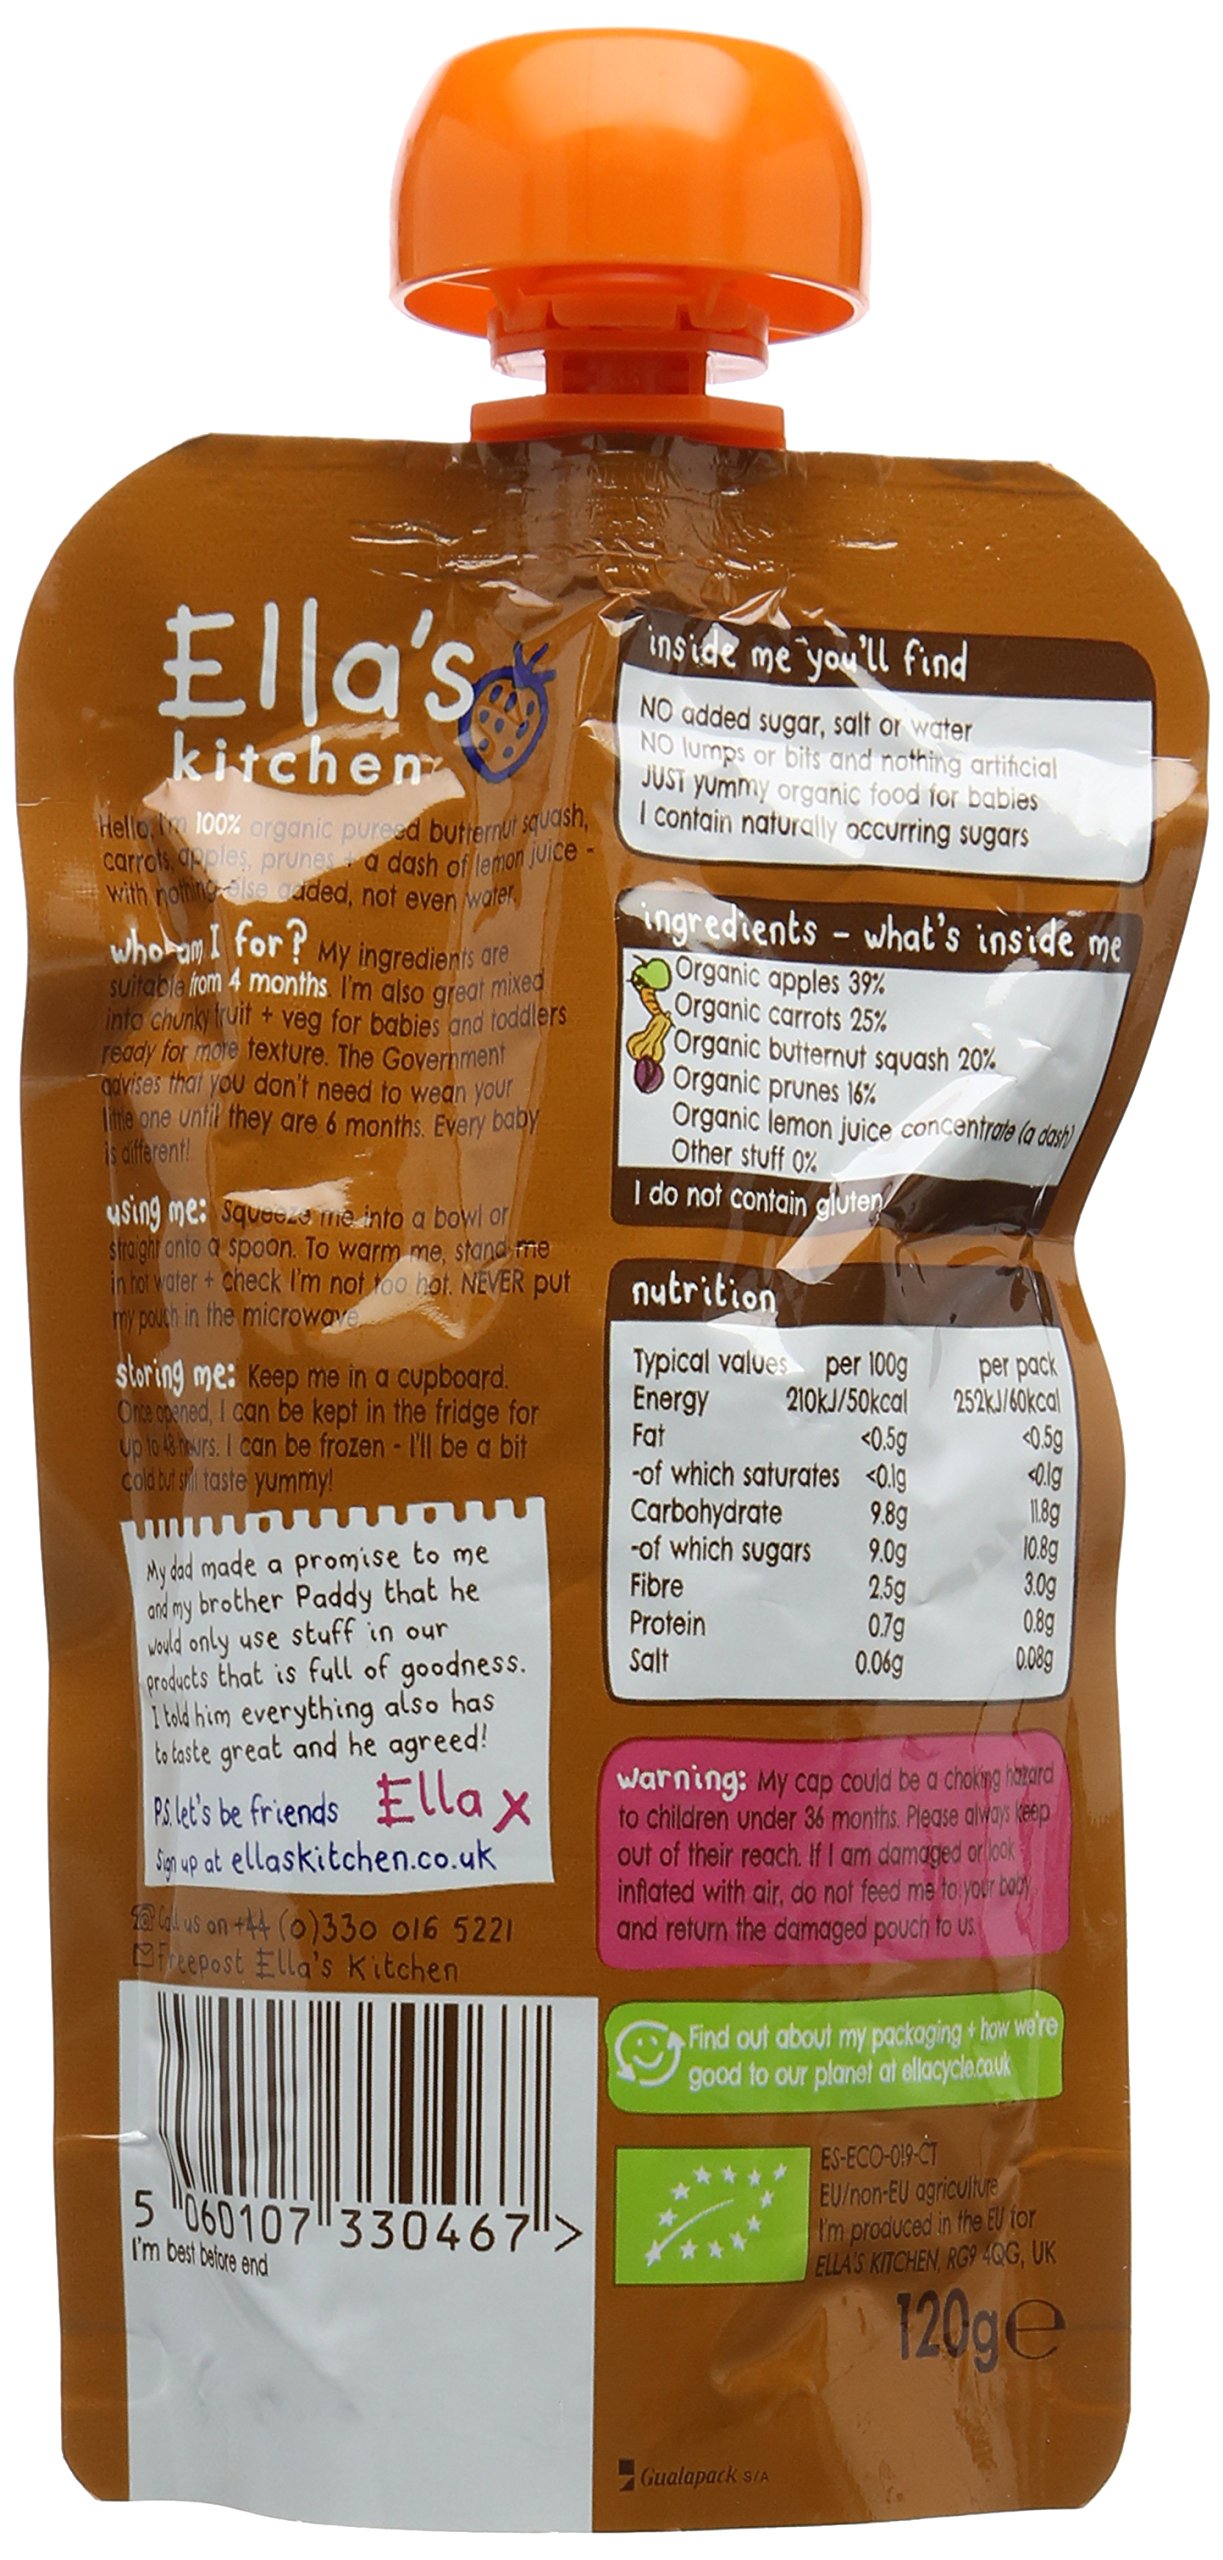 Ella's
kitchen
Hello, I'm 100% organic pureed butternut squash,
carrots, apples, prunes + a dash of lemon juice -
with nothing else added, not even water.
who am I for? My ingredients are
suitable from 4 months. I'm also great mixed
into chunky fruit + veg for babies and toddlers
ready for more texture. The Government
advises that you don't need to wean your
little one until they are 6 months. Every baby
is different!
using me: Squeeze me into a bowl or
straight onto a spoon. To warm me, stand me
in hot water + check I'm not too hot. NEVER put
my pouch in the microwave
storing me: Keep me in a cupboard.
Once opened, I can be kept in the fridge for
up to 48 hours. I can be frozen - I'll be a bit
cold but still taste yummy!
My dad made a promise to me
and my brother Paddy that he
would only use stuff in our
products that is full of goodness.
I told him everything also has
to taste great and he agreed!
P.S. let's be friends Ella x
Sign up at ellaskitchen.co.uk
Call us on +44 (0)330 016 5221
Freepost Ella's Kitchen
5 060107 330467 >
I'm best before end
inside me you'll find
NO added sugar, salt or water
NO lumps or bits and nothing artificial
JUST yummy organic food for babies
I contain naturally occurring sugars
ingredients - what's inside me
Organic apples 39%
Organic carrots 25%
Organic butternut squash 20%
Organic prunes 16%
Organic lemon juice concentrate (a dash)
Other stuff 0%
I do not contain gluten
nutrition
Typical values per 100g per pack
Energy 210kJ/50kcal 252kJ/60kcal
Fat <0.5g <0.5g
-of which saturates <0.1g <0.1g
Carbohydrate 9.8g 11.8g
-of which sugars 9.0g 10.8g
Fibre 2.5g 3.0g
Protein 0.7g 0.8g
Salt 0.06g 0.08g
warning: My cap could be a choking hazard
to children under 36 months. Please always keep
out of their reach. If I am damaged or look
inflated with air, do not feed me to your baby
and return the damaged pouch to us.
Find out about my packaging + how we're
good to our planet at ellacycle.co.uk
ES-ECO-019-CT
EU/non-EU agriculture
I'm produced in the EU for
ELLA'S KITCHEN, RG9 4QG, UK
120g e
Gualapack S/A